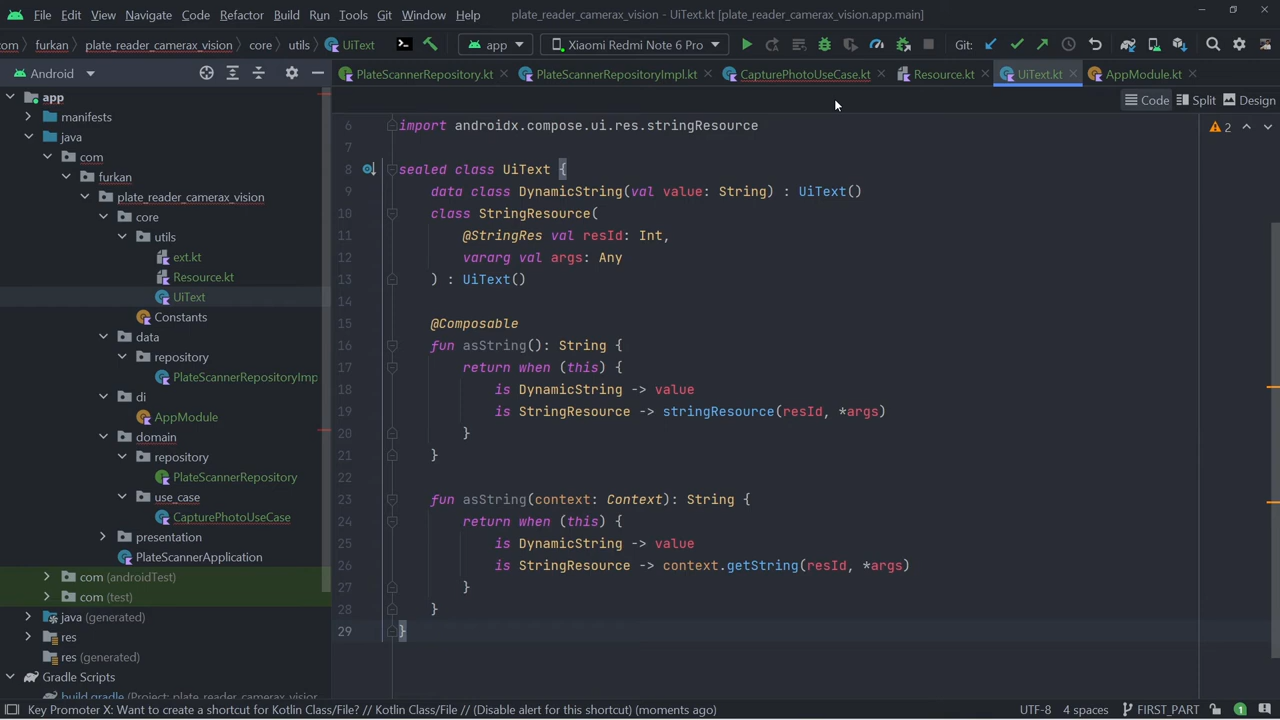 File Edit View Navigate Code Refactor Build Run Tools Git Window Help plate_reader_camerax_vision - UiText.kt [plate_reader_camerax_vision.app.main]
com furkan plate_reader_camerax_vision core utils UiText app Xiaomi Redmi Note 6 Pro Git:
Android PlateScannerRepository.kt PlateScannerRepositoryImpl.kt CapturePhotoUseCase.kt Resource.kt UiText.kt AppModule.kt
Code Split Design
app
manifests
java
com
furkan
plate_reader_camerax_vision
core
utils
ext.kt
Resource.kt
UiText
Constants
data
repository
PlateScannerRepositoryImp
di
AppModule
domain
repository
PlateScannerRepository
use_case
CapturePhotoUseCase
presentation
PlateScannerApplication
com (androidTest)
com (test)
java (generated)
res
res (generated)
Gradle Scripts
build.gradle (Project: plate_reader_camerax_vision)
2
6 import androidx.compose.ui.res.stringResource
7
8 sealed class UiText {
9 data class DynamicString(val value: String) : UiText()
10 class StringResource(
11 @StringRes val resId: Int,
12 vararg val args: Any
13 ) : UiText()
14
15 @Composable
16 fun asString(): String {
17 return when (this) {
18 is DynamicString -> value
19 is StringResource -> stringResource(resId, *args)
20 }
21 }
22
23 fun asString(context: Context): String {
24 return when (this) {
25 is DynamicString -> value
26 is StringResource -> context.getString(resId, *args)
27 }
28 }
29 }
Key Promoter X: Want to create a shortcut for Kotlin Class/File? // Kotlin Class/File // (Disable alert for this shortcut) (moments ago) UTF-8 4 spaces FIRST_PART 1